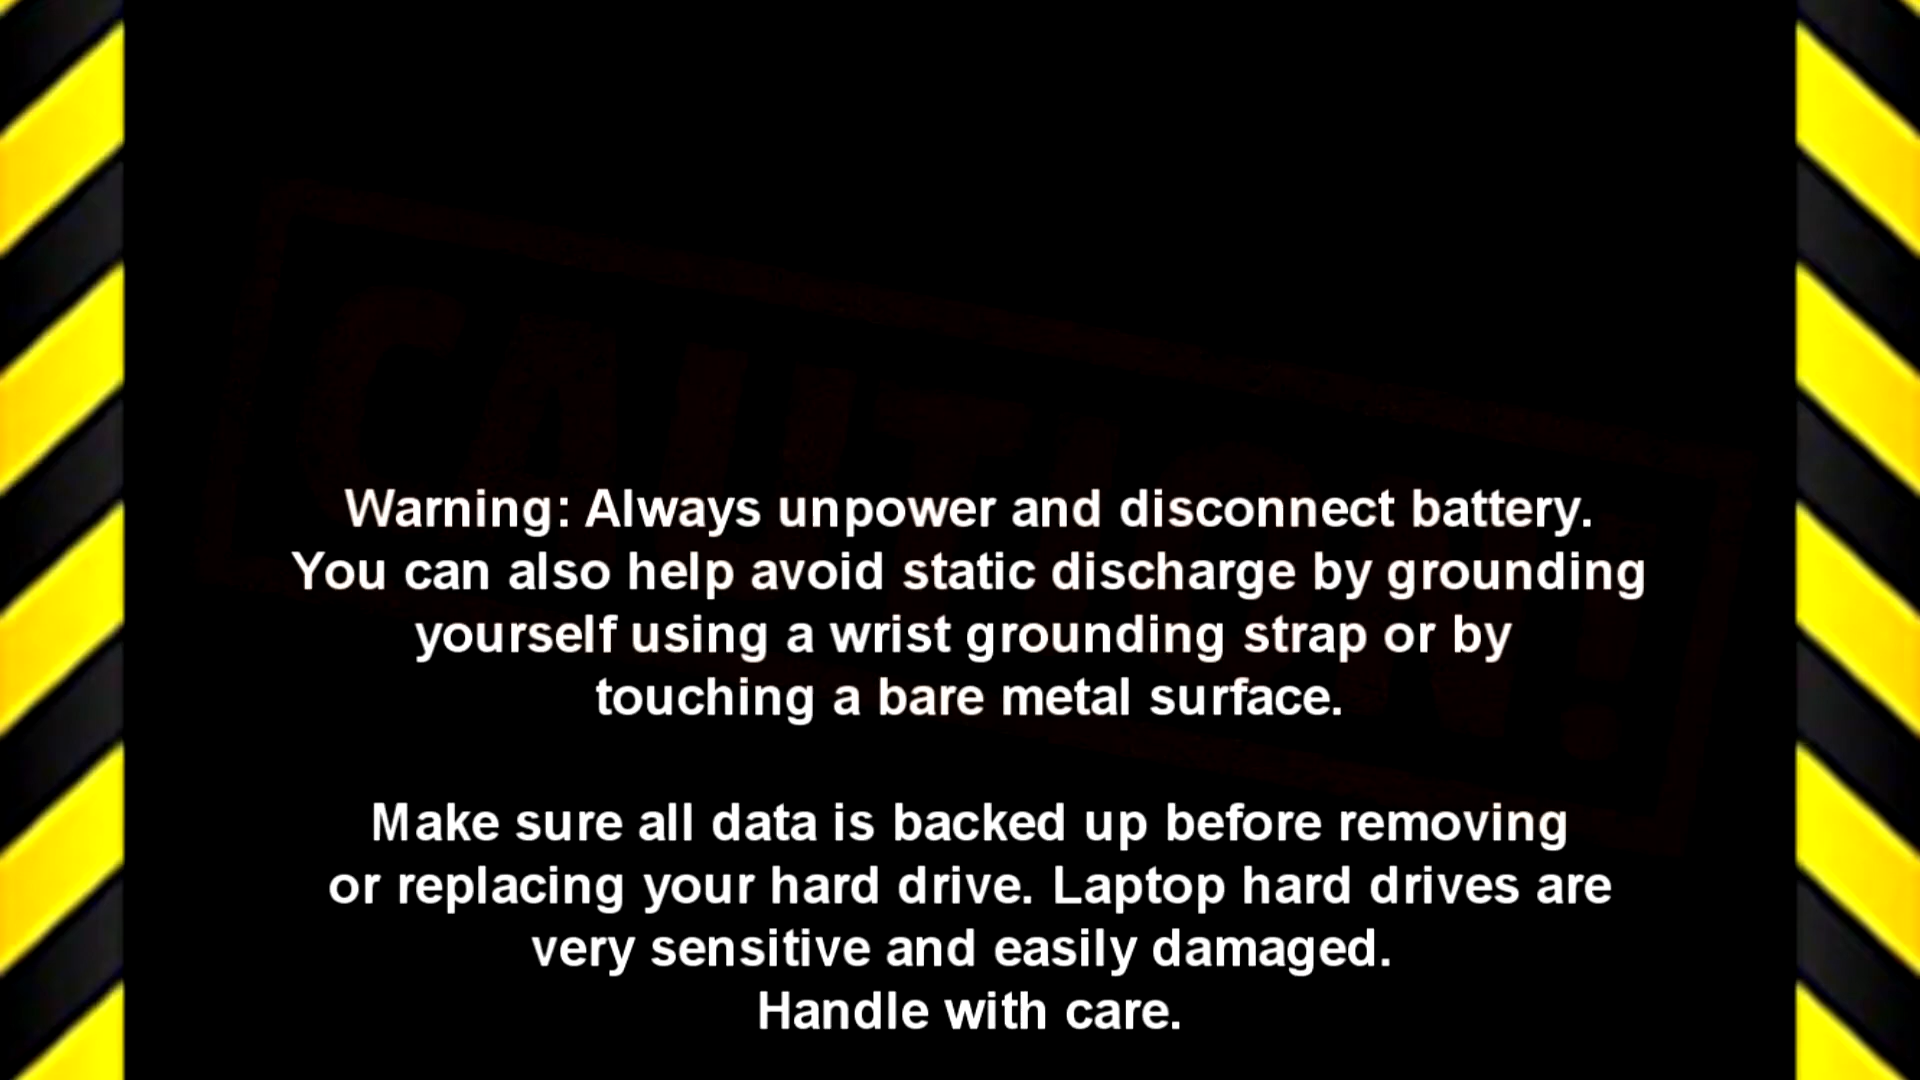 CAUTION!
Warning: Always unpower and disconnect battery.
You can also help avoid static discharge by grounding
yourself using a wrist grounding strap or by
touching a bare metal surface.
Make sure all data is backed up before removing
or replacing your hard drive. Laptop hard drives are
very sensitive and easily damaged.
Handle with care.